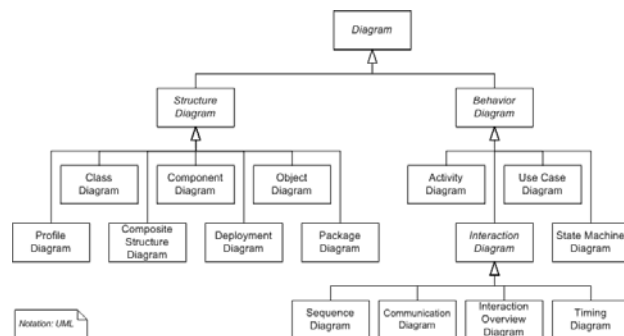 Diagram
Structure
Diagram
Behavior
Diagram
Class
Diagram
Component
Diagram
Object
Diagram
Activity
Diagram
Use Case
Diagram
Profile
Diagram
Composite
Structure
Diagram
Deployment
Diagram
Package
Diagram
Interaction
Diagram
State Machine
Diagram
Sequence
Diagram
Communication
Diagram
Interaction
Overview
Diagram
Timing
Diagram
Notation: UML